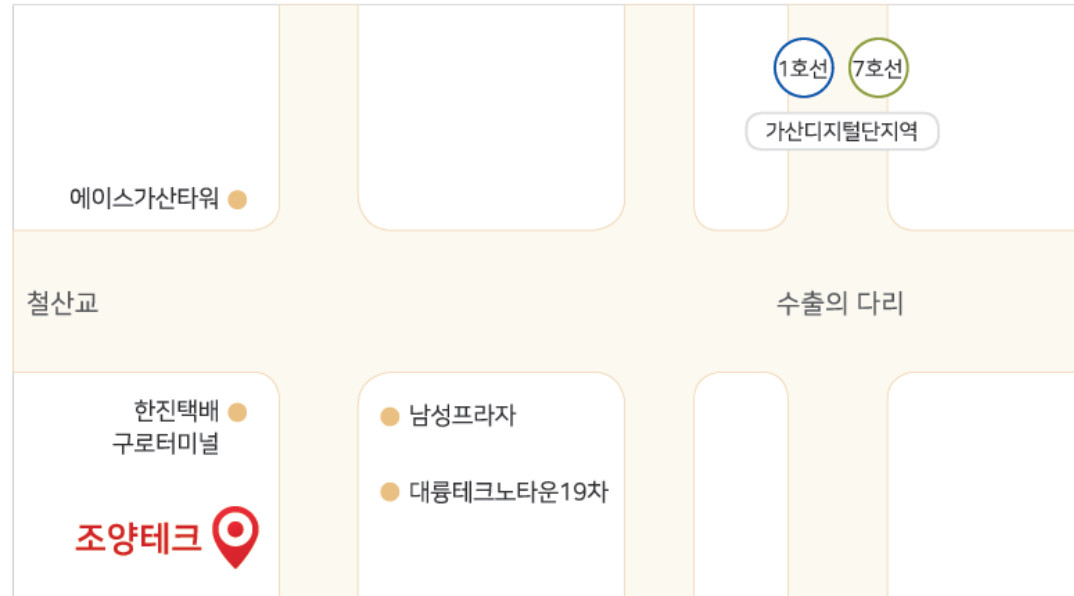 1호선 7호선
가산디지털단지역
에이스가산타워
철산교
수출의 다리
한진택배
구로터미널
남성프라자
대륭테크노타운19차
조양테크